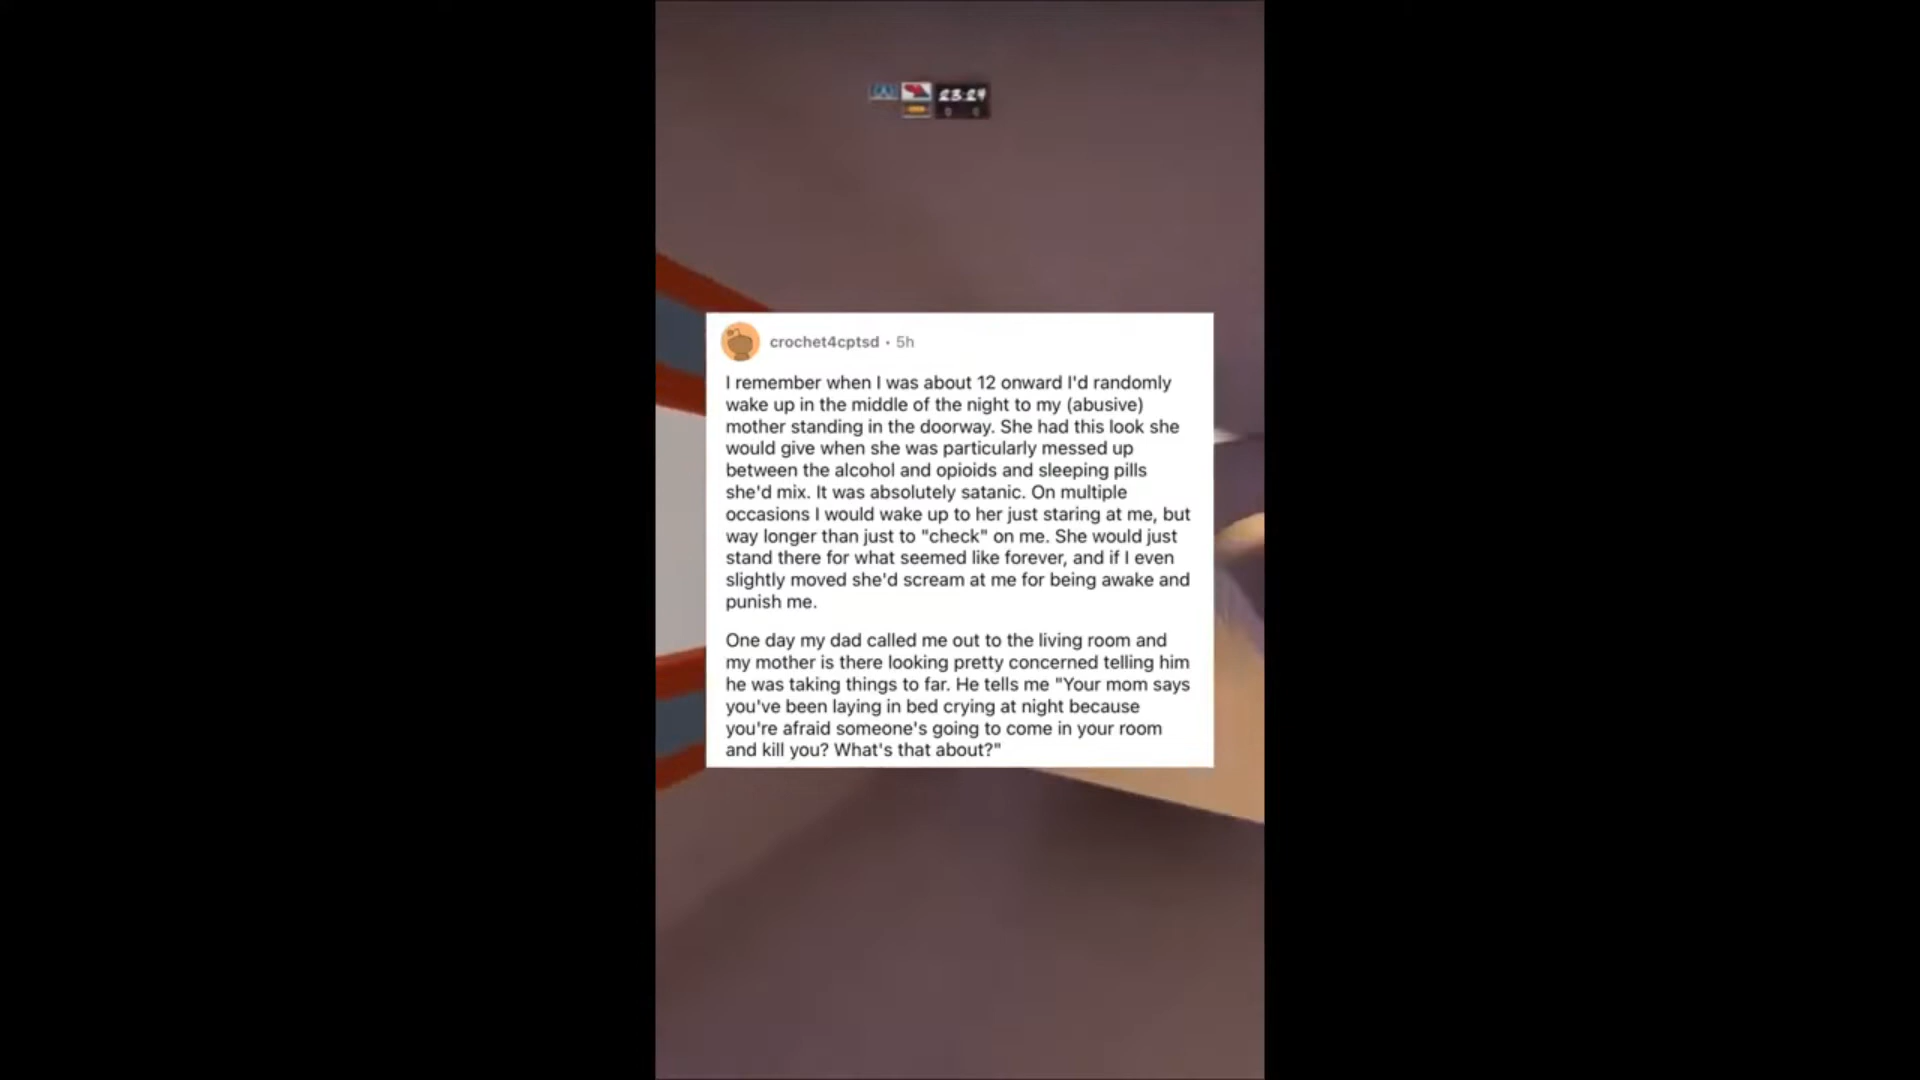 23:24
0 0
crochet4cptsd • 5h
I remember when I was about 12 onward I'd randomly
wake up in the middle of the night to my (abusive)
mother standing in the doorway. She had this look she
would give when she was particularly messed up
between the alcohol and opioids and sleeping pills
she'd mix. It was absolutely satanic. On multiple
occasions I would wake up to her just staring at me, but
way longer than just to "check" on me. She would just
stand there for what seemed like forever, and if I even
slightly moved she'd scream at me for being awake and
punish me.
One day my dad called me out to the living room and
my mother is there looking pretty concerned telling him
he was taking things to far. He tells me "Your mom says
you've been laying in bed crying at night because
you're afraid someone's going to come in your room
and kill you? What's that about?"